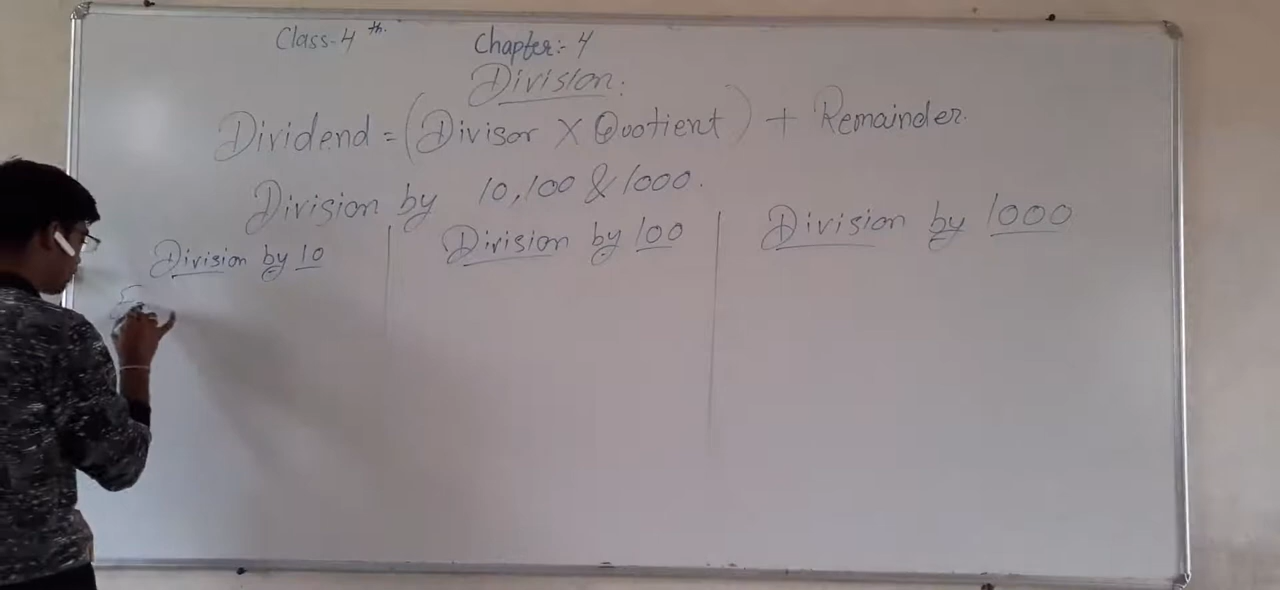 Class-4th.
Chapter:- 4
Division:
Dividend = (Divisor X Quotient) + Remainder.
Division by 10,100 & 1000.
Division by 10
Division by 100
Division by 1000
5